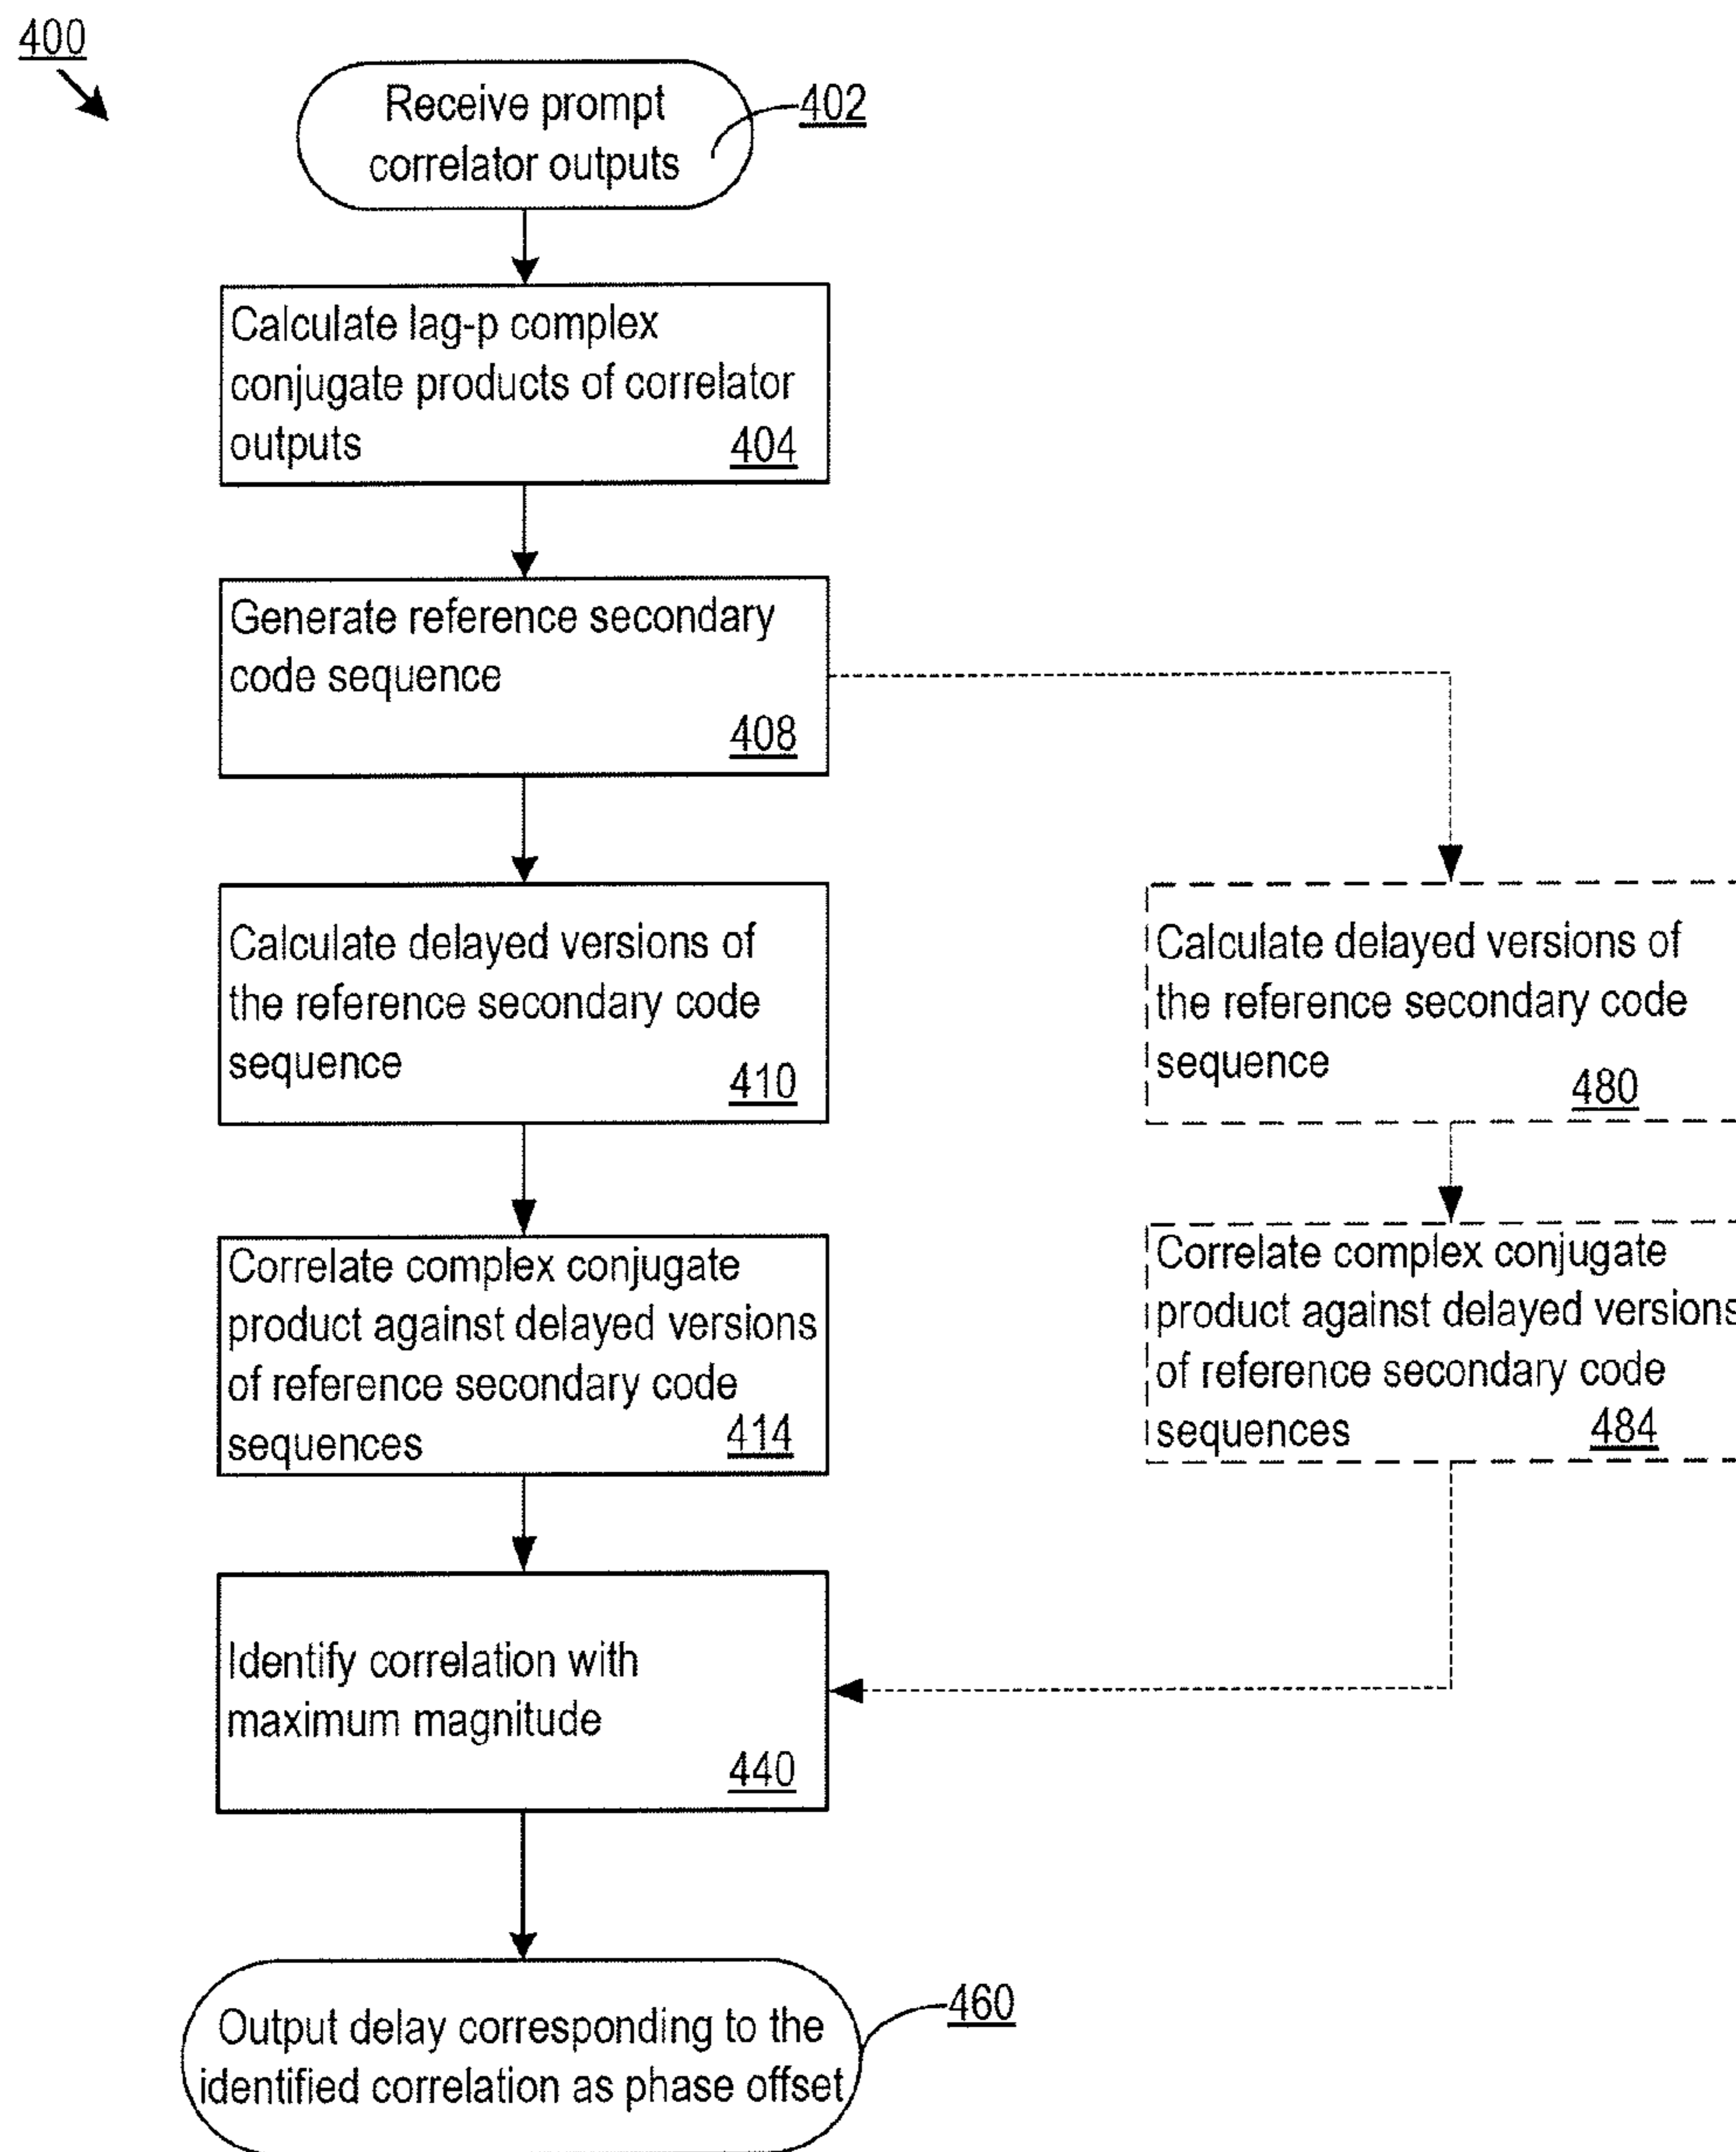 400
Receive prompt
correlator outputs
402
Calculate lag-p complex
conjugate products of correlator
outputs
404
Generate reference secondary
code sequence
408
Calculate delayed versions of
the reference secondary code
sequence
410
Calculate delayed versions of
the reference secondary code
sequence
480
Correlate complex conjugate
product against delayed versions
of reference secondary code
sequences
414
Correlate complex conjugate
product against delayed versions
of reference secondary code
sequences
484
Identify correlation with
maximum magnitude
440
Output delay corresponding to the
identified correlation as phase offset
460